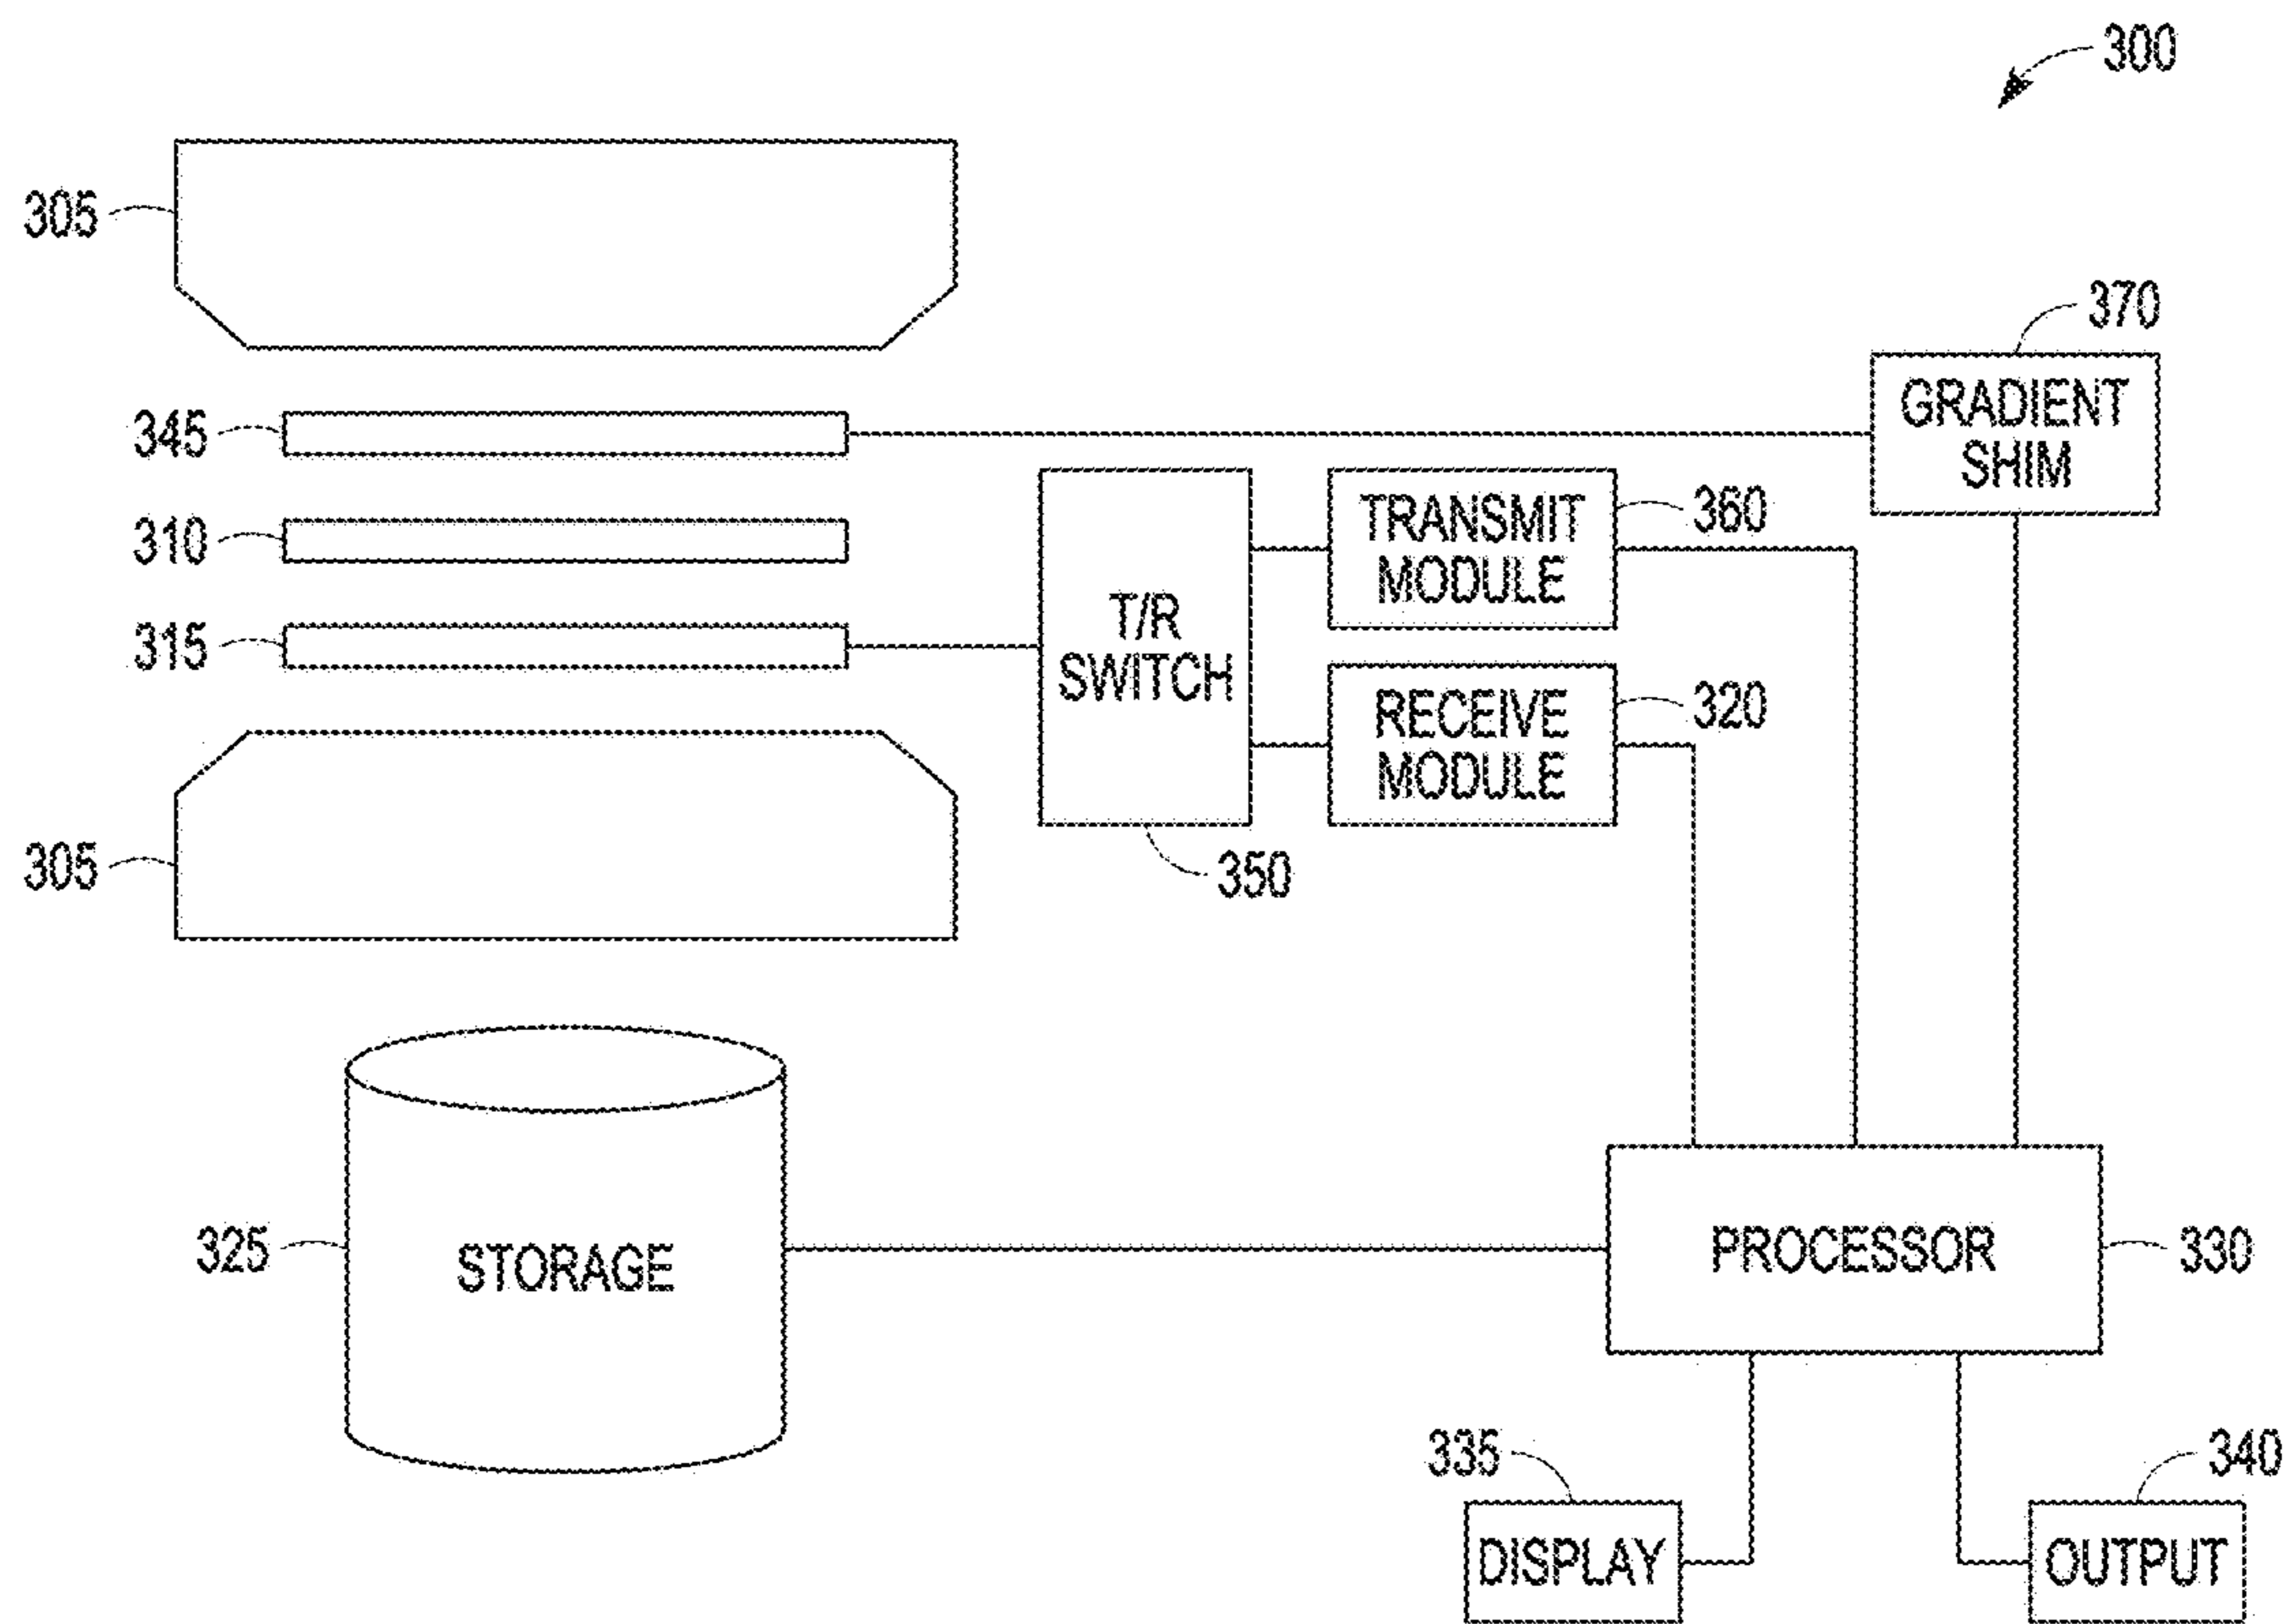 300
305
370
GRADIENT
SHIM
345
TRANSMIT
MODULE
360
310
T/R
SWITCH
315
RECEIVE
MODULE
320
305
350
325
STORAGE
PROCESSOR
330
335
340
DISPLAY
OUTPUT